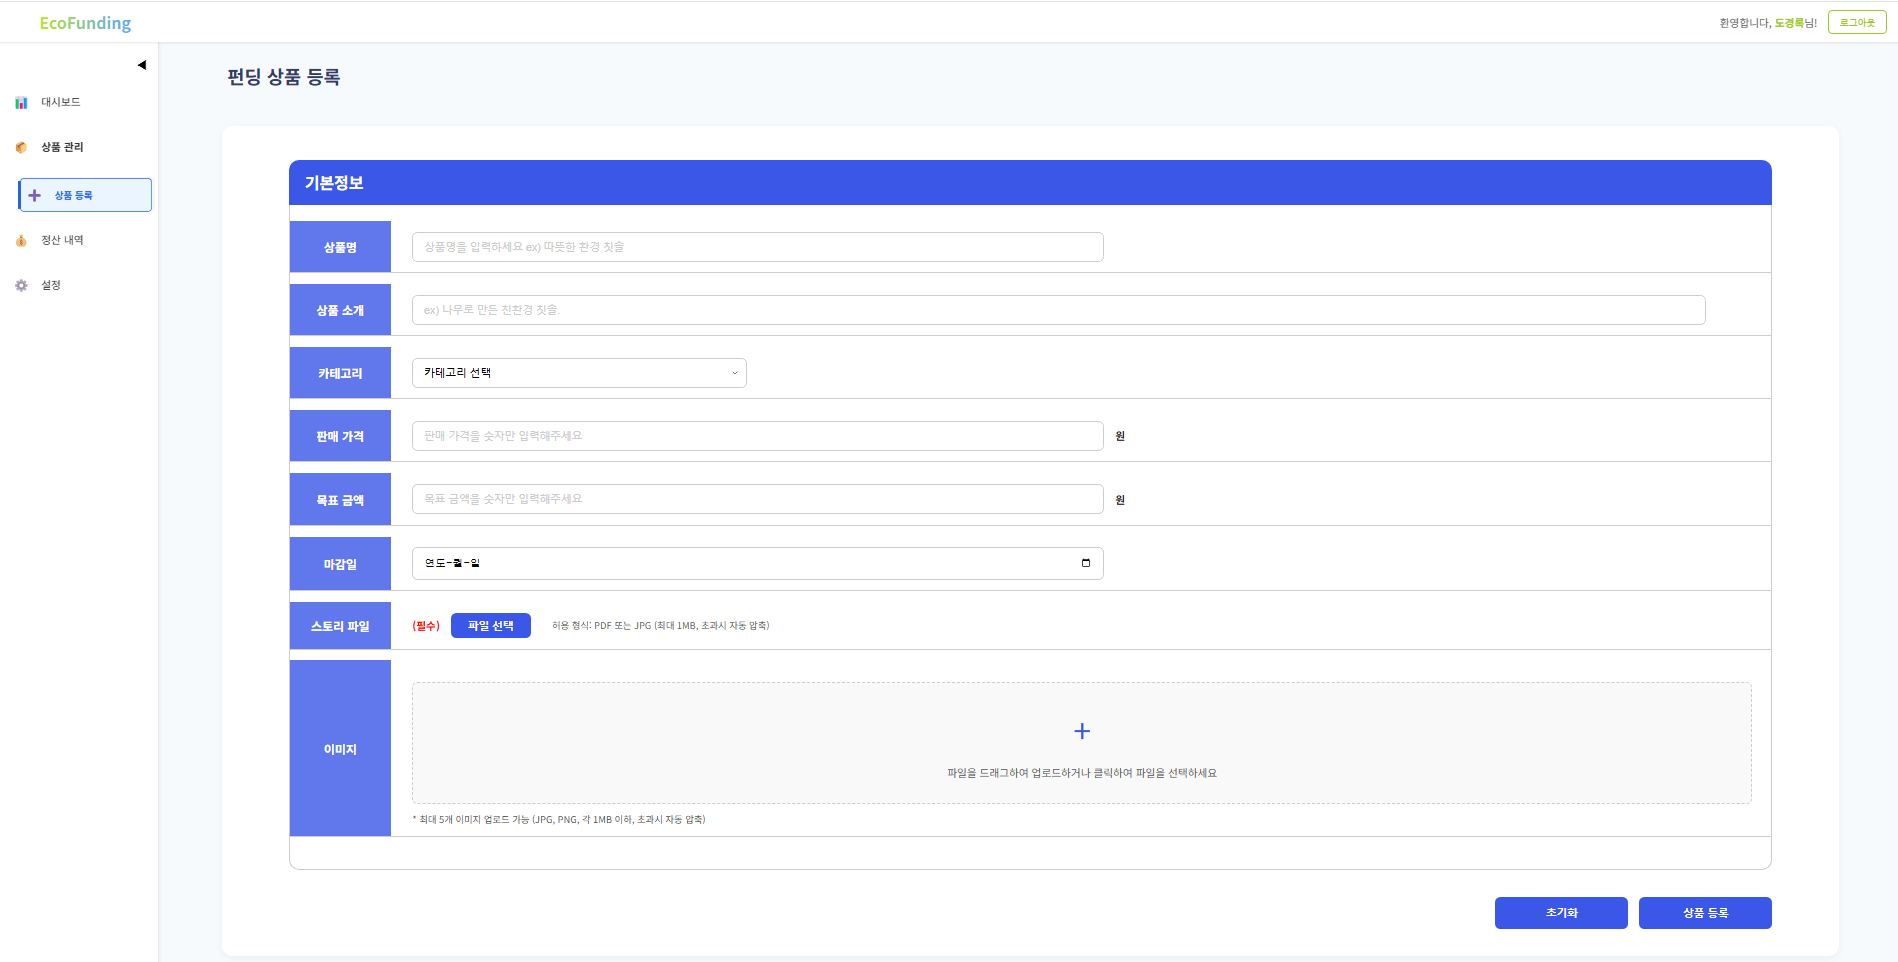 EcoFunding
환영합니다, 도경록님!
로그아웃
◀
대시보드
상품 관리
상품 등록
정산 내역
설정
펀딩 상품 등록
기본정보
상품명
상품명을 입력하세요 ex) 따뜻한 환경 칫솔
상품 소개
ex) 나무로 만든 친환경 칫솔.
카테고리
카테고리 선택
판매 가격
판매 가격을 숫자만 입력해주세요
원
목표 금액
목표 금액을 숫자만 입력해주세요
원
마감일
연도-월-일
스토리 파일
(필수)
파일 선택
허용 형식: PDF 또는 JPG (최대 1MB, 초과시 자동 압축)
이미지
+
파일을 드래그하여 업로드하거나 클릭하여 파일을 선택하세요
* 최대 5개 이미지 업로드 가능 (JPG, PNG, 각 1MB 이하, 초과시 자동 압축)
초기화
상품 등록